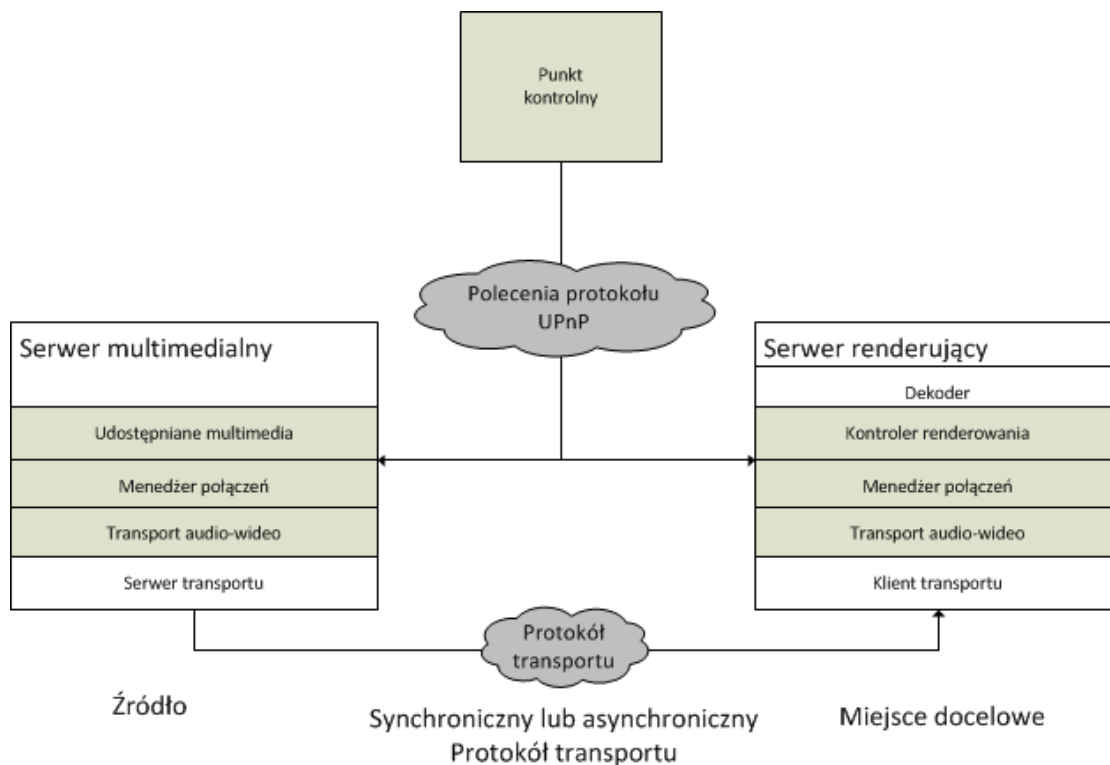 Punkt
kontrolny
Polecenia protokołu
UPnP
Serwer multimedialny
Udostępniane multimedia
Menedżer połączeń
Transport audio-wideo
Serwer transportu
Serwer renderujący
Dekoder
Kontroler renderowania
Menedżer połączeń
Transport audio-wideo
Klient transportu
Protokół
transportu
Źródło
Synchroniczny lub asynchroniczny
Protokół transportu
Miejsce docelowe